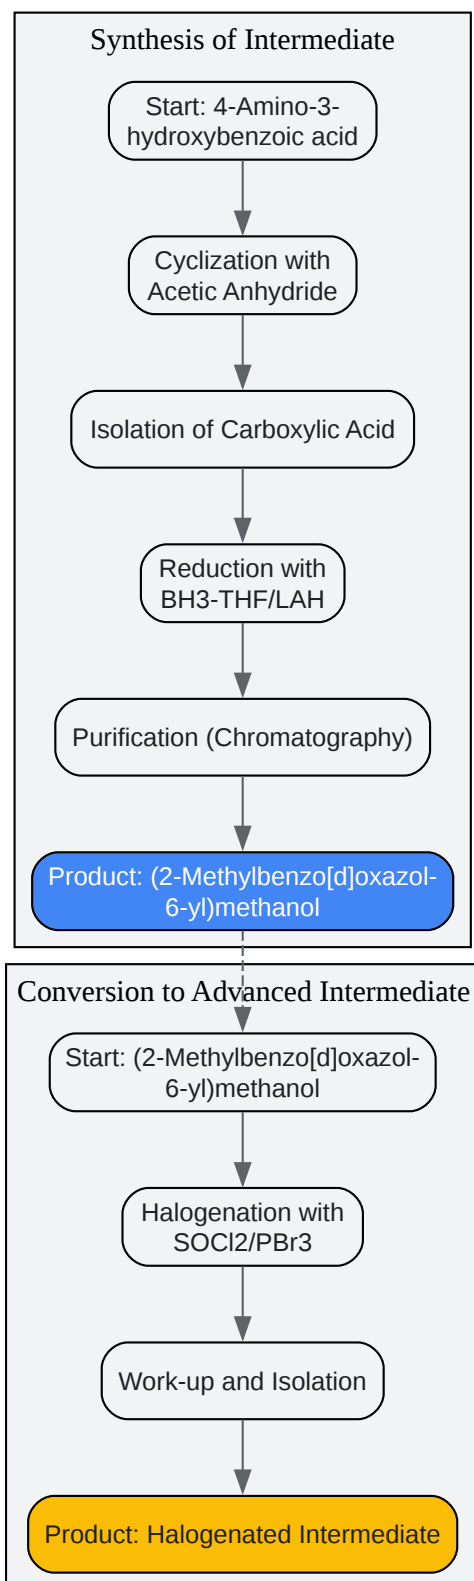 Synthesis of Intermediate
Start: 4-Amino-3-
hydroxybenzoic acid
Cyclization with
Acetic Anhydride
Isolation of Carboxylic Acid
Reduction with
BH3-THF/LAH
Purification (Chromatography)
Product: (2-Methylbenzo[d]oxazol-
6-yl)methanol
Conversion to Advanced Intermediate
Start: (2-Methylbenzo[d]oxazol-
6-yl)methanol
Halogenation with
SOCl2/PBr3
Work-up and Isolation
Product: Halogenated Intermediate